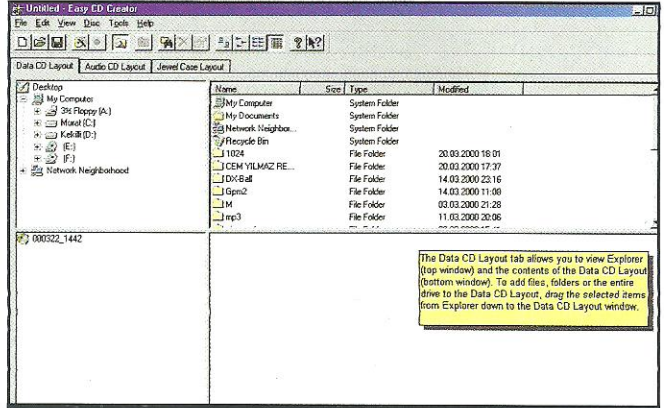 Untitled - Easy CD Creator
File Edit View Disc Tools Help
Data CD Layout Audio CD Layout Jewel Case Layout
Desktop
My Computer
3½ Floppy (A:)
Murat (C:)
Kekilli (D:)
(E:)
(F:)
Network Neighborhood
Name Size Type Modified
My Computer System Folder
My Documents System Folder
Network Neighbor... System Folder
Recycle Bin System Folder
1024 File Folder 20.03.2000 18:01
CEM YILMAZ RE... File Folder 20.03.2000 17:37
DX-Ball File Folder 14.03.2000 23:16
Gpm2 File Folder 14.03.2000 11:08
M File Folder 03.03.2000 21:28
mp3 File Folder 11.03.2000 20:06
000322_1442
The Data CD Layout tab allows you to view Explorer
(top window) and the contents of the Data CD Layout
(bottom window). To add files, folders or the entire
drive to the Data CD Layout, drag the selected items
from Explorer down to the Data CD Layout window.